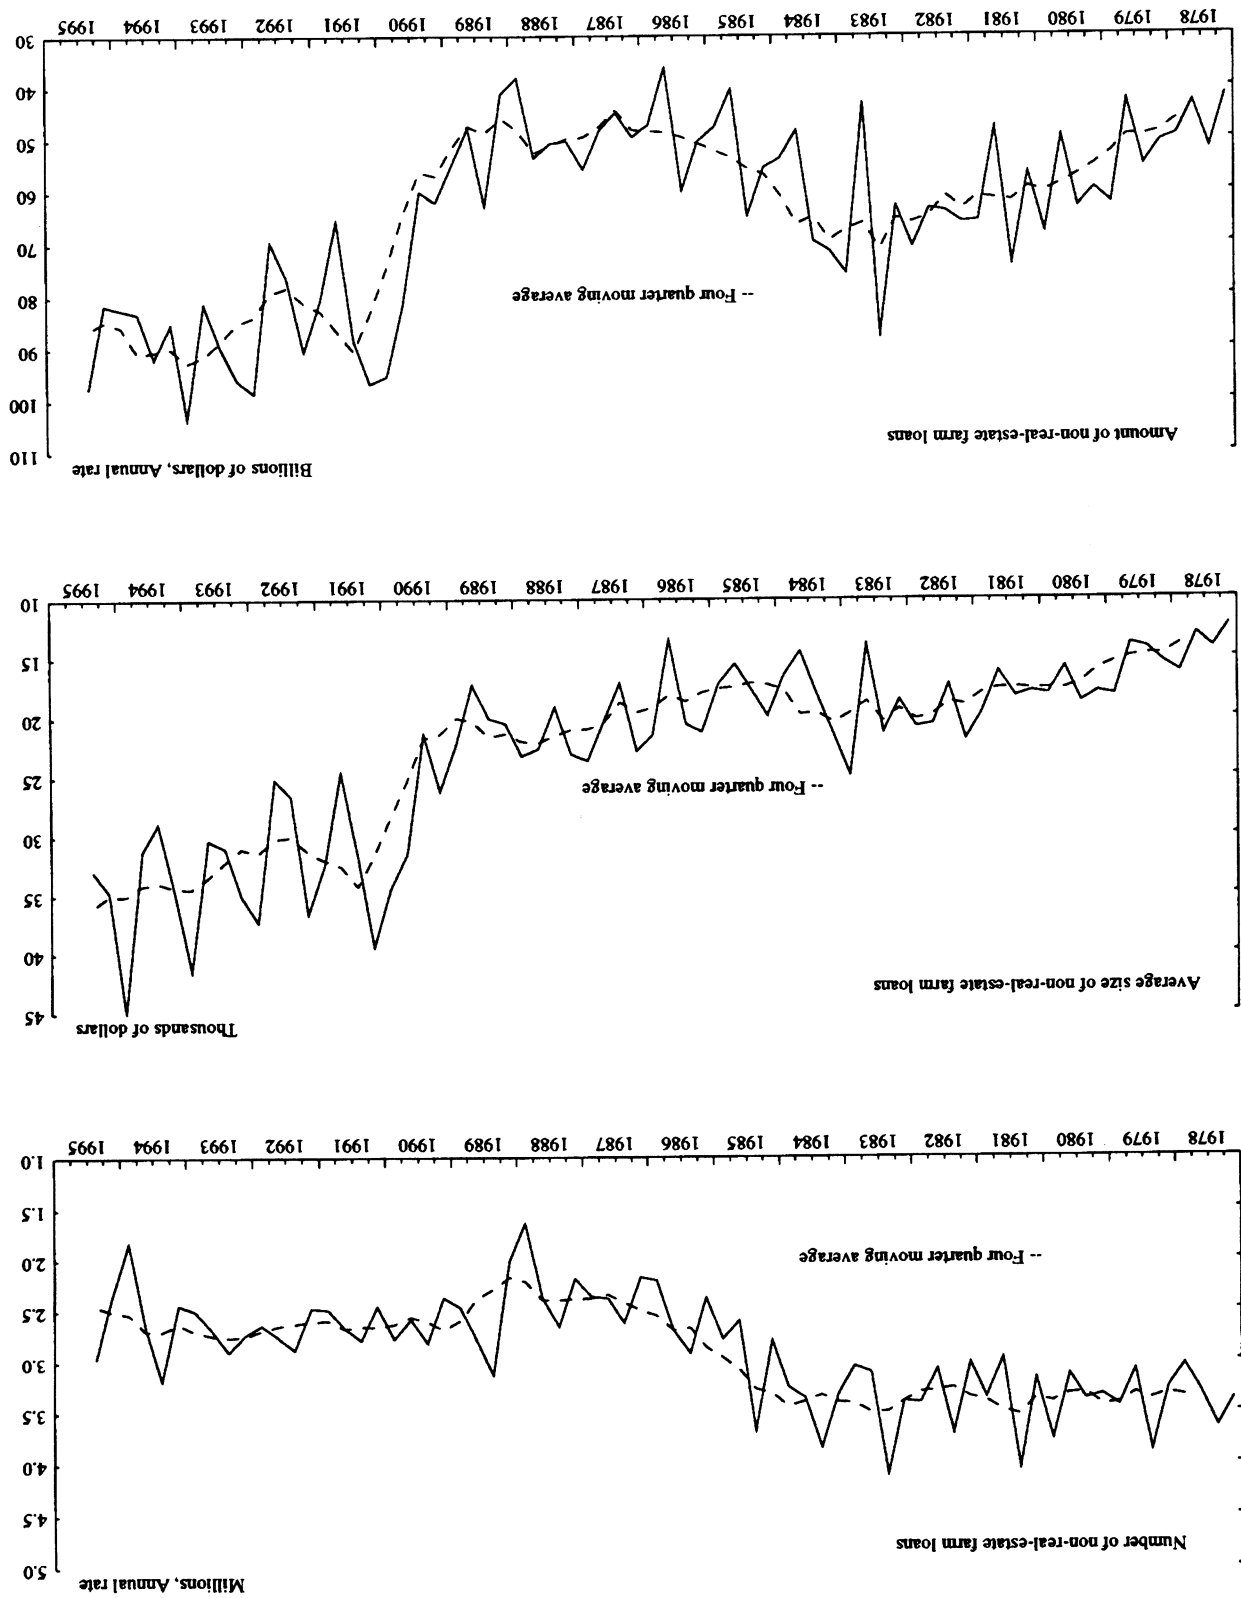 Millions, Annual rate
Number of non-real-estate farm loans
5.0
4.5
4.0
3.5
3.0
2.5
2.0
1.5
1.0
-- Four quarter moving average
1978 1979 1980 1981 1982 1983 1984 1985 1986 1987 1988 1989 1990 1991 1992 1993 1994 1995
Thousands of dollars
Average size of non-real-estate farm loans
45
40
35
30
25
20
15
10
-- Four quarter moving average
1978 1979 1980 1981 1982 1983 1984 1985 1986 1987 1988 1989 1990 1991 1992 1993 1994 1995
Billions of dollars, Annual rate
Amount of non-real-estate farm loans
110
100
96
80
70
60
50
40
30
-- Four quarter moving average
1978 1979 1980 1981 1982 1983 1984 1985 1986 1987 1988 1989 1990 1991 1992 1993 1994 1995